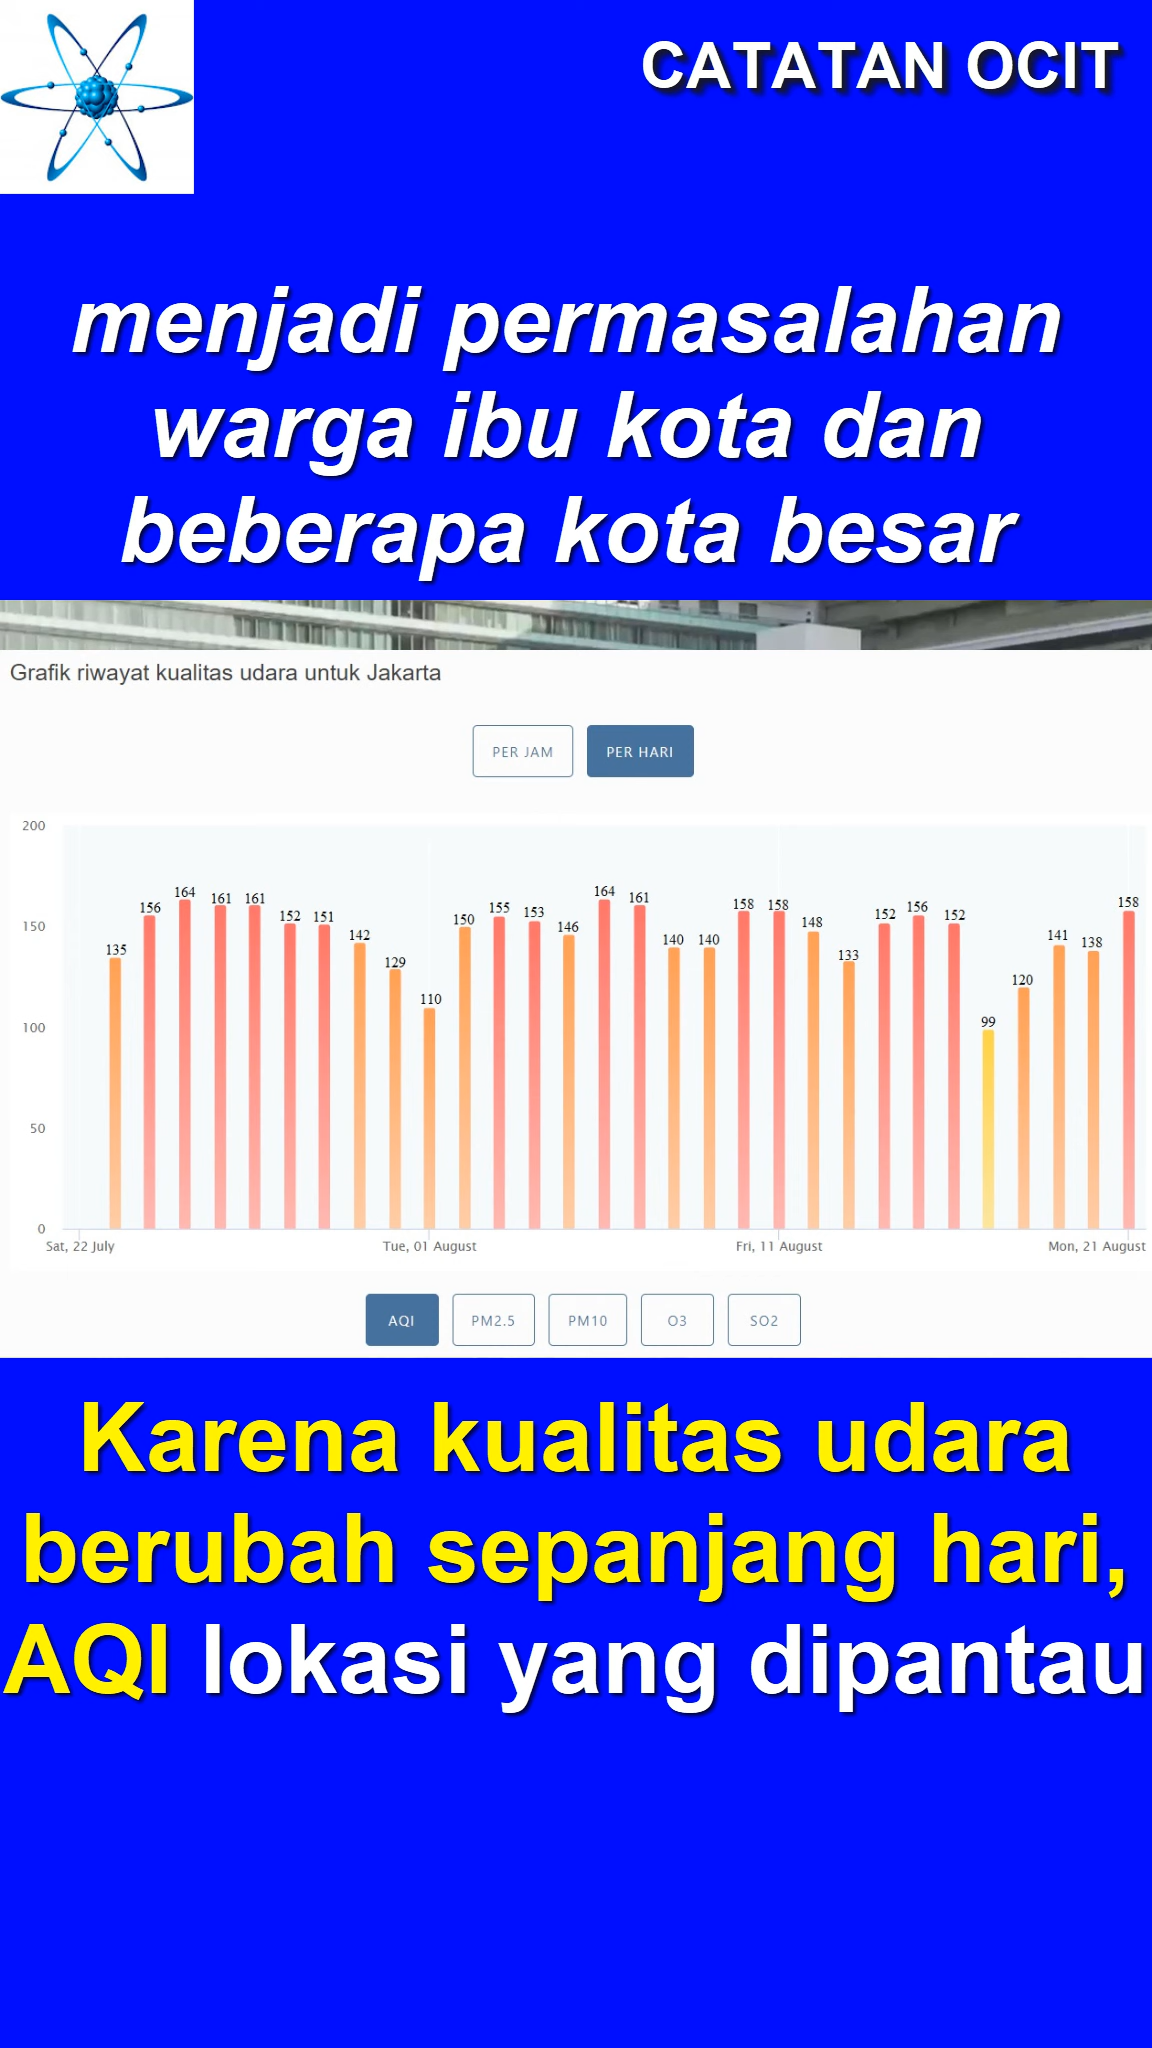 CATATAN OCIT
menjadi permasalahan
warga ibu kota dan
beberapa kota besar
Grafik riwayat kualitas udara untuk Jakarta
PER JAM PER HARI
200
150
100
50
0
135 156 164 161 161 152 151 142 129 110 150 155 153 146 164 161 140 140 158 158 148 133 152 156 152 99 120 141 138 158
Sat, 22 July Tue, 01 August Fri, 11 August Mon, 21 August
AQI PM2.5 PM10 O3 SO2
Karena kualitas udara
berubah sepanjang hari,
AQI lokasi yang dipantau